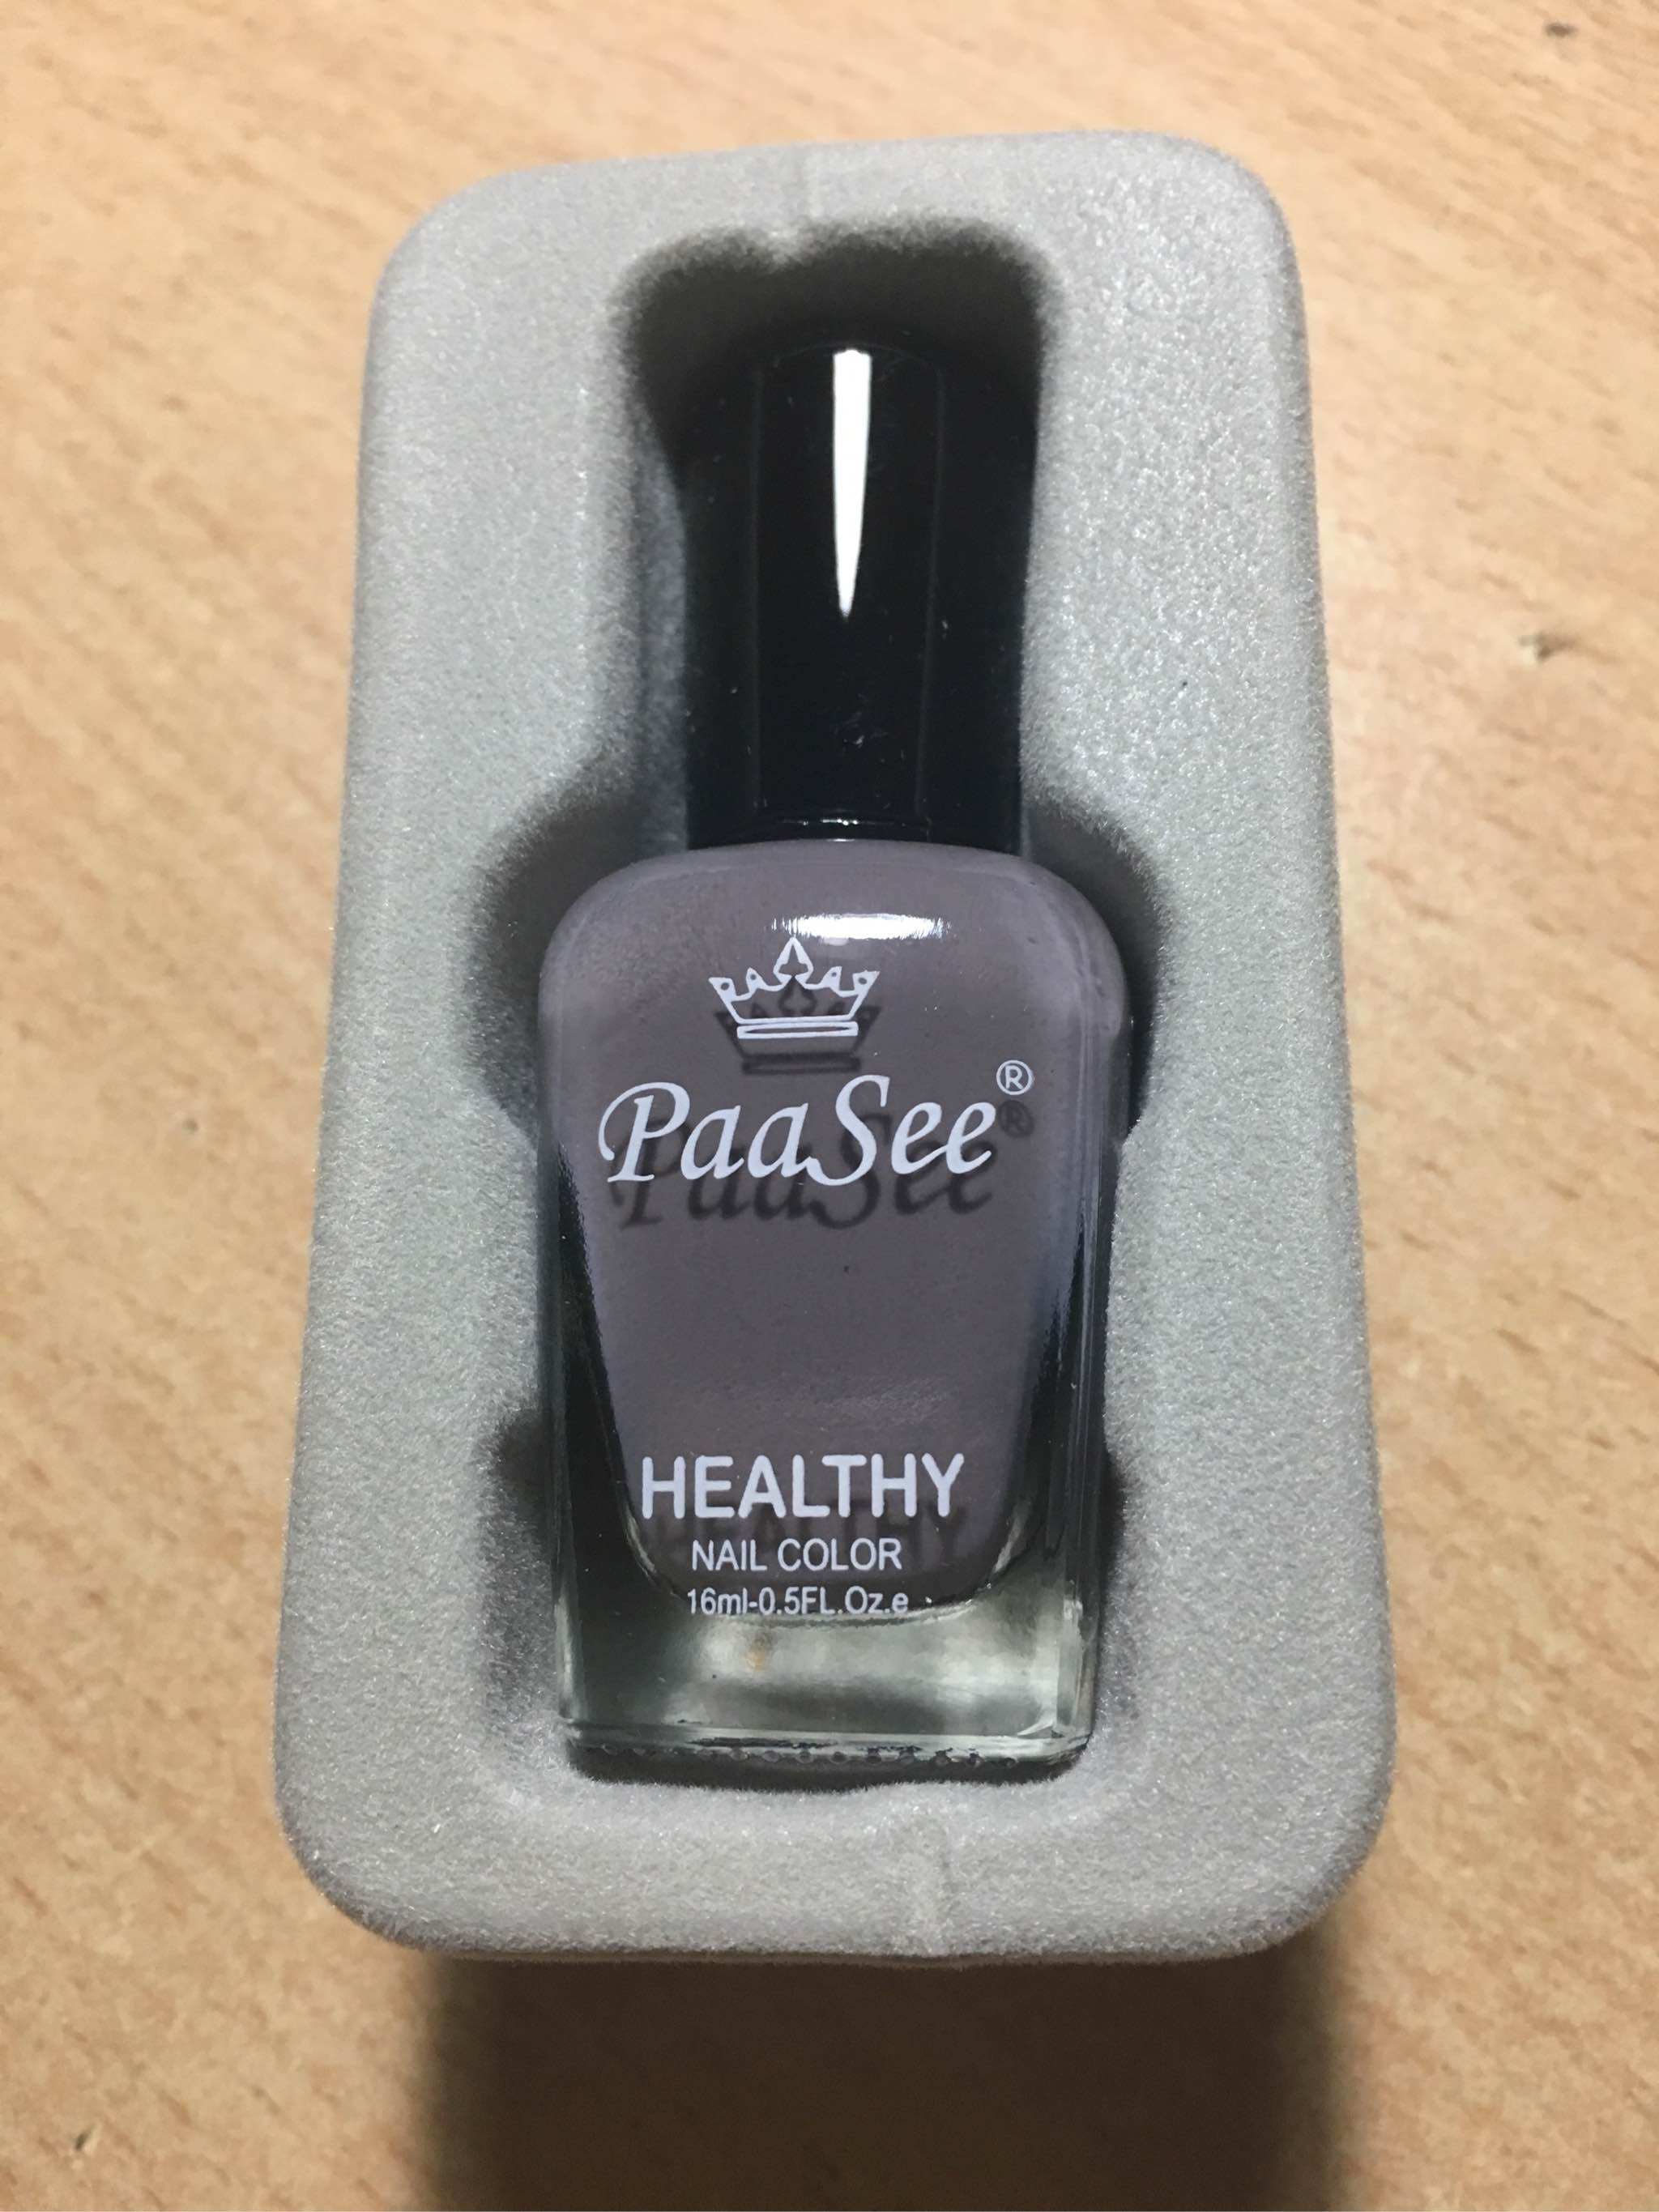 PaaSee®
HEALTHY
NAIL COLOR
16ml-0.5FL.Oz.e